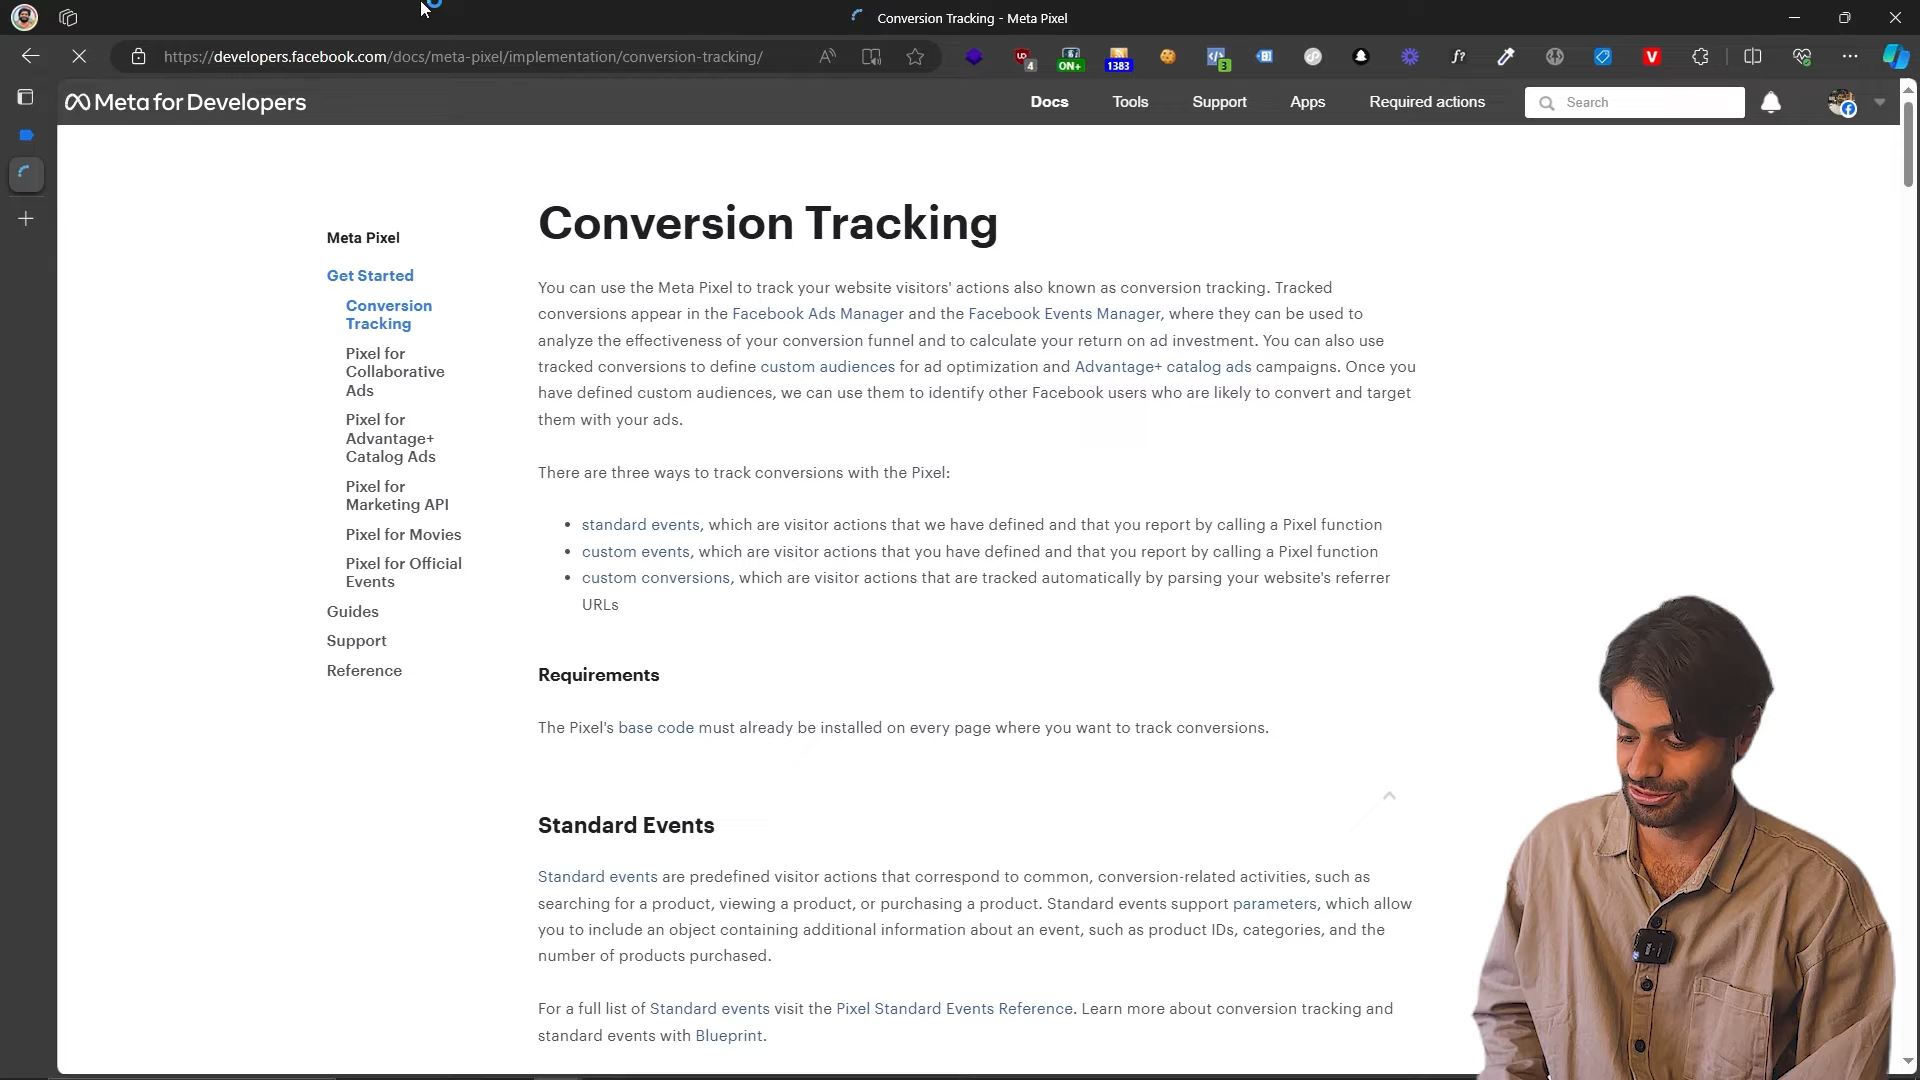 Conversion Tracking - Meta Pixel
https://developers.facebook.com/docs/meta-pixel/implementation/conversion-tracking/
4
ON+
1383
3
f?
V
Meta for Developers
Docs
Tools
Support
Apps
Required actions
Search
Meta Pixel
Get Started
Conversion
Tracking
Pixel for
Collaborative
Ads
Pixel for
Advantage+
Catalog Ads
Pixel for
Marketing API
Pixel for Movies
Pixel for Official
Events
Guides
Support
Reference
Conversion Tracking
You can use the Meta Pixel to track your website visitors' actions also known as conversion tracking. Tracked
conversions appear in the Facebook Ads Manager and the Facebook Events Manager, where they can be used to
analyze the effectiveness of your conversion funnel and to calculate your return on ad investment. You can also use
tracked conversions to define custom audiences for ad optimization and Advantage+ catalog ads campaigns. Once you
have defined custom audiences, we can use them to identify other Facebook users who are likely to convert and target
them with your ads.
There are three ways to track conversions with the Pixel:
• standard events, which are visitor actions that we have defined and that you report by calling a Pixel function
• custom events, which are visitor actions that you have defined and that you report by calling a Pixel function
• custom conversions, which are visitor actions that are tracked automatically by parsing your website's referrer
URLs
Requirements
The Pixel's base code must already be installed on every page where you want to track conversions.
Standard Events
Standard events are predefined visitor actions that correspond to common, conversion-related activities, such as
searching for a product, viewing a product, or purchasing a product. Standard events support parameters, which allow
you to include an object containing additional information about an event, such as product IDs, categories, and the
number of products purchased.
For a full list of Standard events visit the Pixel Standard Events Reference. Learn more about conversion tracking and
standard events with Blueprint.